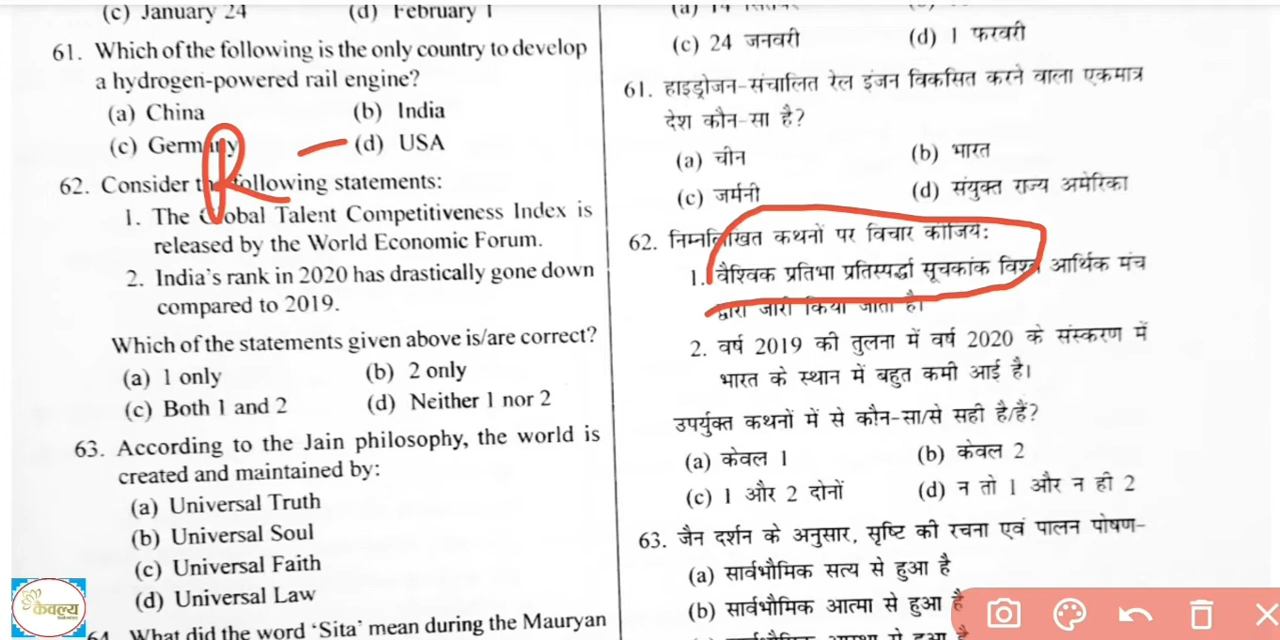 (c) January 24 (d) February 1
61. Which of the following is the only country to develop
a hydrogen-powered rail engine?
(a) China (b) India
(c) Germany (d) USA
62. Consider the following statements:
1. The Global Talent Competitiveness Index is
released by the World Economic Forum.
2. India's rank in 2020 has drastically gone down
compared to 2019.
Which of the statements given above is/are correct?
(a) 1 only (b) 2 only
(c) Both 1 and 2 (d) Neither 1 nor 2
63. According to the Jain philosophy, the world is
created and maintained by:
(a) Universal Truth
(b) Universal Soul
(c) Universal Faith
(d) Universal Law
64. What did the word 'Sita' mean during the Mauryan
(c) 24 जनवरी (d) 1 फरवरी
61. हाइड्रोजन-संचालित रेल इंजन विकसित करने वाला एकमात्र
देश कौन-सा है?
(a) चीन (b) भारत
(c) जर्मनी (d) संयुक्त राज्य अमेरिका
62. निम्नलिखित कथनों पर विचार कीजिये:
1. वैश्विक प्रतिभा प्रतिस्पर्द्धा सूचकांक विश्व आर्थिक मंच
द्वारा जारी किया जाता है।
2. वर्ष 2019 की तुलना में वर्ष 2020 के संस्करण में
भारत के स्थान में बहुत कमी आई है।
उपर्युक्त कथनों में से कौन-सा/से सही है/हैं?
(a) केवल 1 (b) केवल 2
(c) 1 और 2 दोनों (d) न तो 1 और न ही 2
63. जैन दर्शन के अनुसार, सृष्टि की रचना एवं पालन पोषण-
(a) सार्वभौमिक सत्य से हुआ है
(b) सार्वभौमिक आत्मा से हुआ है
R
कैवल्य